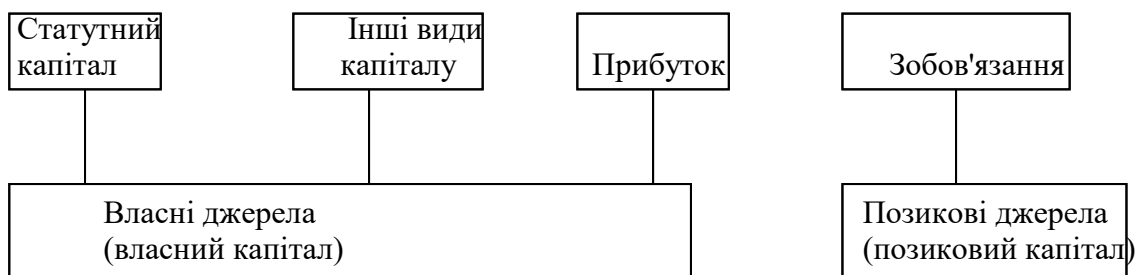 Статутний
капітал
Інші види
капіталу
Прибуток
Зобов'язання
Власні джерела
(власний капітал)
Позикові джерела
(позиковий капітал)